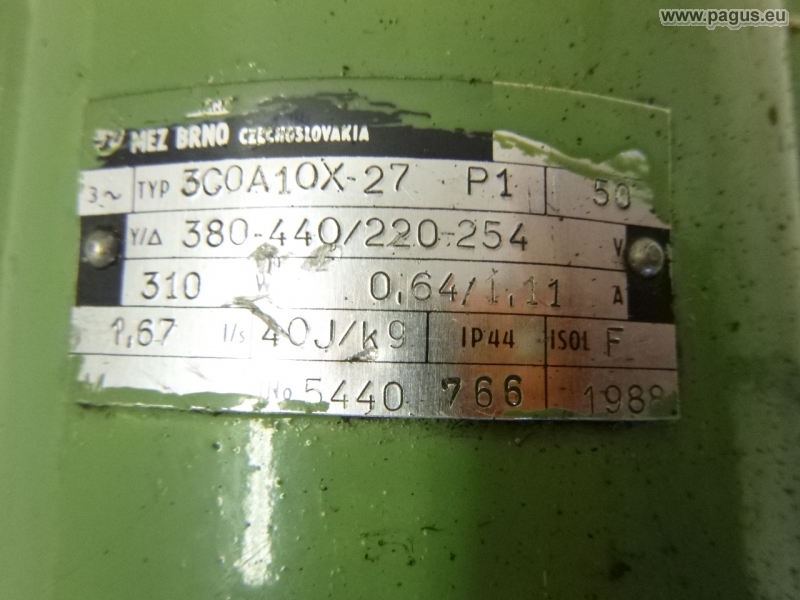 www.pagus.eu
MEZ BRNO CZECHOSLOVAKIA
3~ TYP 3COA10X-27 P1 50
Y/Δ 380-440/220-254 V
310 W 0,64/1,11 A
1,67 l/s 40J/kg IP44 ISOL F
No 5440 766 1988